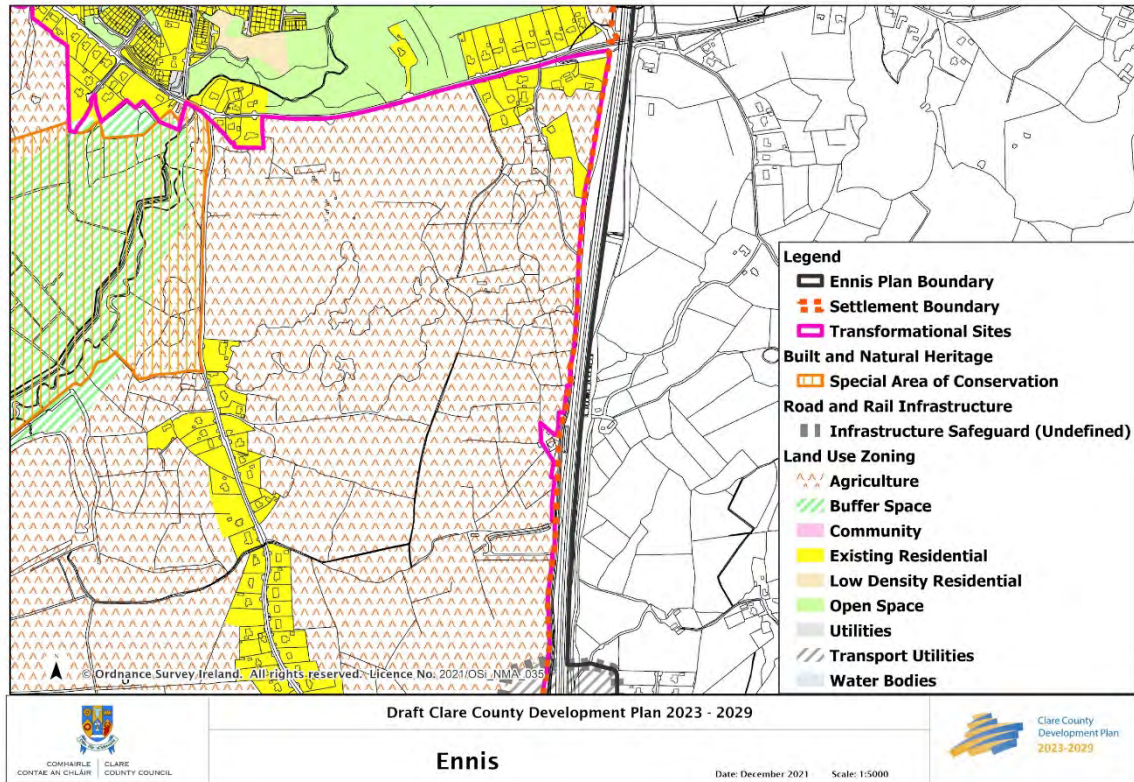 Legend
Ennis Plan Boundary
Settlement Boundary
Transformational Sites
Built and Natural Heritage
Special Area of Conservation
Road and Rail Infrastructure
Infrastructure Safeguard (Undefined)
Land Use Zoning
Agriculture
Buffer Space
Community
Existing Residential
Low Density Residential
Open Space
Utilities
Transport Utilities
Water Bodies
© Ordnance Survey Ireland. All rights reserved. Licence No. 2021/OSi_NMA_035
Draft Clare County Development Plan 2023 - 2029
Ennis
Date: December 2021 Scale: 1:5000
COMHAIRLE CLARE
CONTAE AN CHLÁIR COUNTY COUNCIL
Clare County
Development Plan
2023-2029